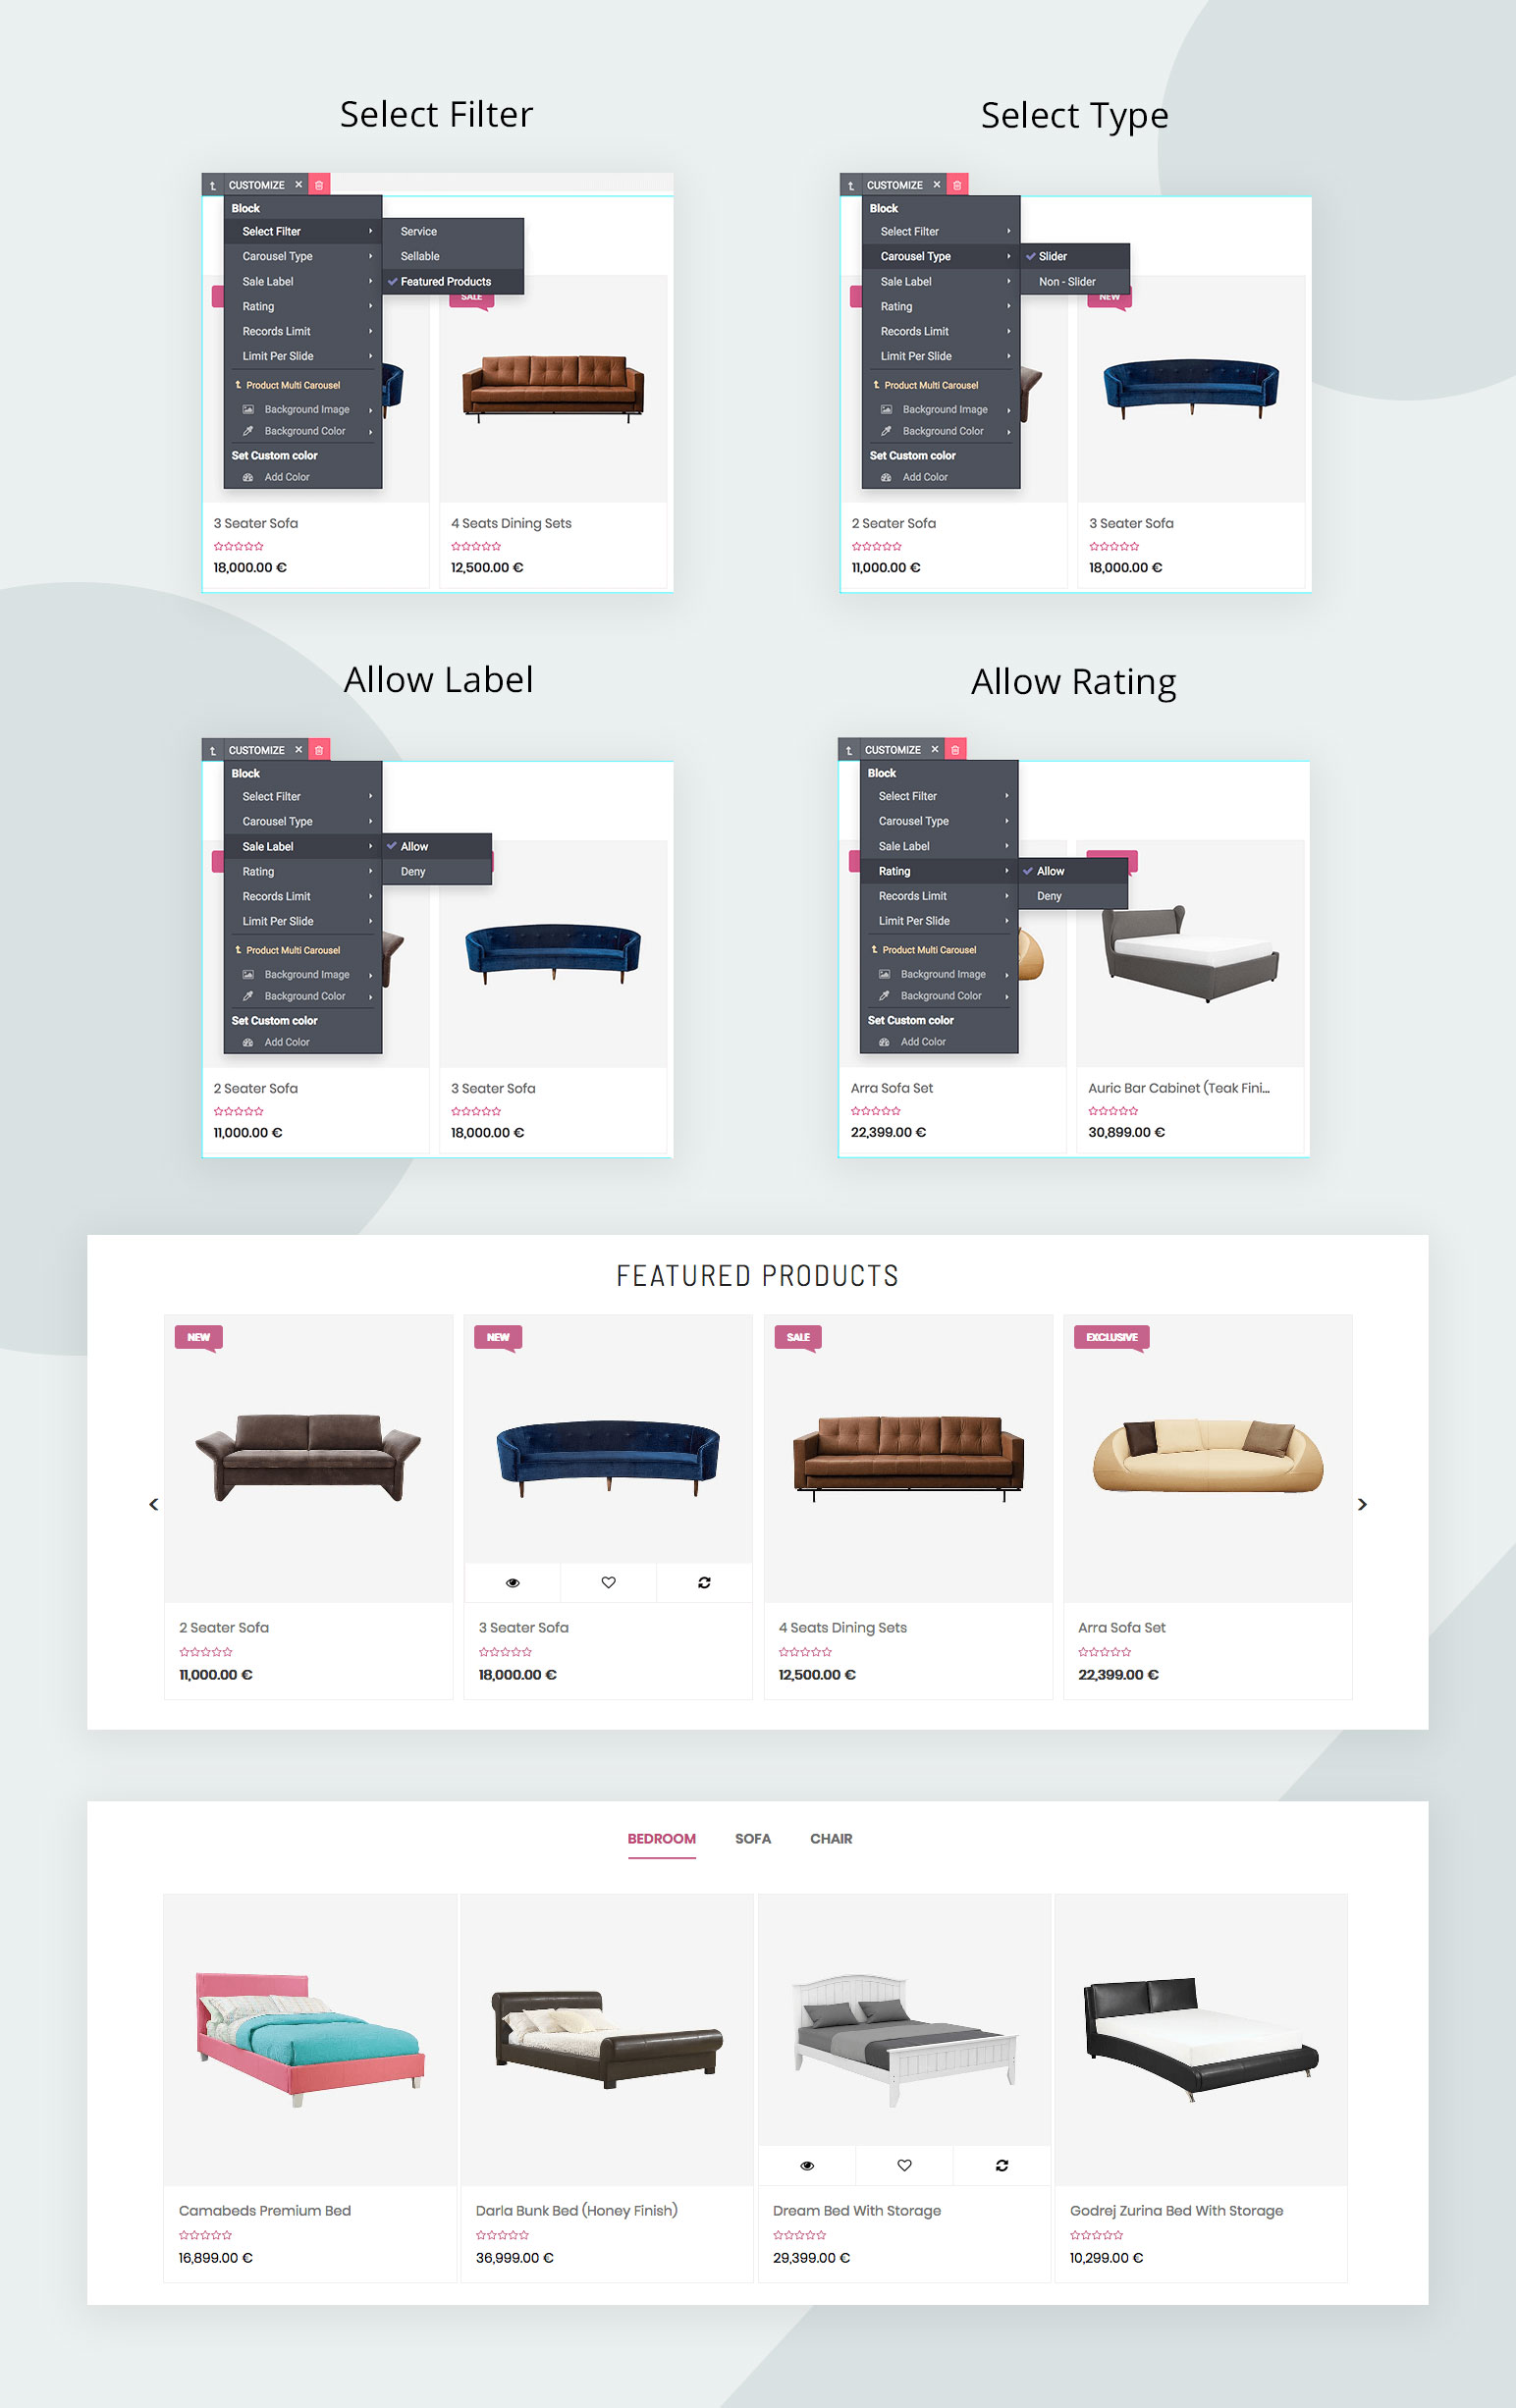 Select Filter
CUSTOMIZE
Block
Select Filter
Carousel Type
Sale Label
Rating
Records Limit
Limit Per Slide
Product Multi Carousel
Background Image
Background Color
Set Custom color
Add Color
Service
Sellable
Featured Products
SALE
3 Seater Sofa
18,000.00 €
4 Seats Dining Sets
12,500.00 €
Select Type
CUSTOMIZE
Block
Select Filter
Carousel Type
Sale Label
Rating
Records Limit
Limit Per Slide
Product Multi Carousel
Background Image
Background Color
Set Custom color
Add Color
Slider
Non - Slider
NEW
2 Seater Sofa
11,000.00 €
3 Seater Sofa
18,000.00 €
Allow Label
CUSTOMIZE
Block
Select Filter
Carousel Type
Sale Label
Rating
Records Limit
Limit Per Slide
Product Multi Carousel
Background Image
Background Color
Set Custom color
Add Color
Allow
Deny
2 Seater Sofa
11,000.00 €
3 Seater Sofa
18,000.00 €
Allow Rating
CUSTOMIZE
Block
Select Filter
Carousel Type
Sale Label
Rating
Records Limit
Limit Per Slide
Product Multi Carousel
Background Image
Background Color
Set Custom color
Add Color
Allow
Deny
Arra Sofa Set
22,399.00 €
Auric Bar Cabinet (Teak Fini...
30,899.00 €
FEATURED PRODUCTS
NEW
2 Seater Sofa
11,000.00 €
NEW
3 Seater Sofa
18,000.00 €
SALE
4 Seats Dining Sets
12,500.00 €
EXCLUSIVE
Arra Sofa Set
22,399.00 €
BEDROOM SOFA CHAIR
Camabeds Premium Bed
16,899.00 €
Darla Bunk Bed (Honey Finish)
36,999.00 €
Dream Bed With Storage
29,399.00 €
Godrej Zurina Bed With Storage
10,299.00 €